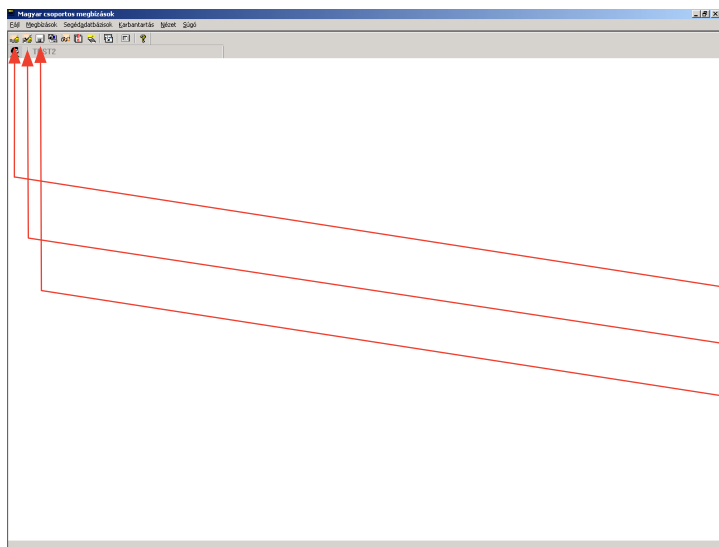 Magyar csoportos megbízások
Fájl Megbízások Segédadatbázisok Karbantartás Nézet Súgó
TEST2